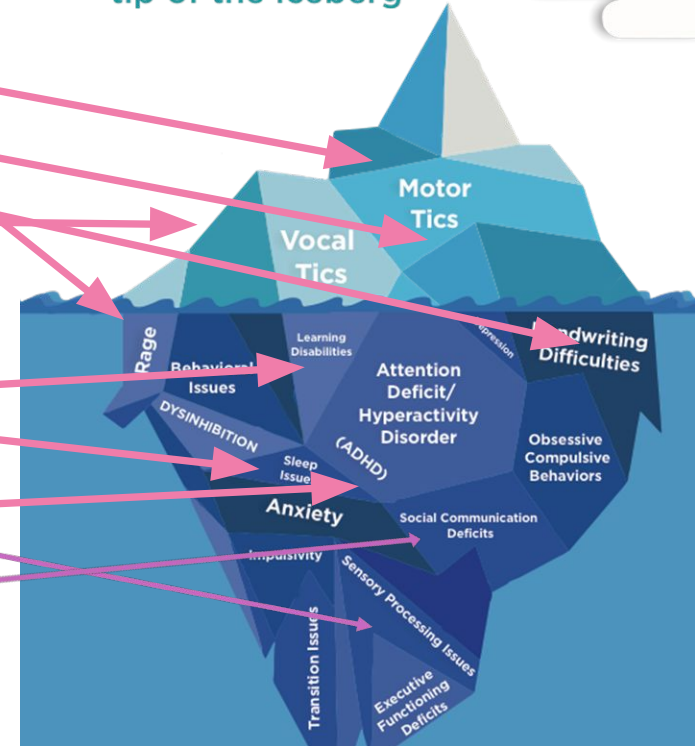 tip of the iceberg
Motor
Tics
Vocal
Tics
Rage
Behavioral
Issues
Learning
Disabilities
Attention
Deficit/
Hyperactivity
Disorder
(ADHD)
Difficulties
DYSINHIBITION
Sleep
Obsessive
Compulsive
Behaviors
Anxiety
Social Communication
Deficits
Impulsivity
Sensory Processing Issues
Transition Issues
Executive
Functioning
Deficits